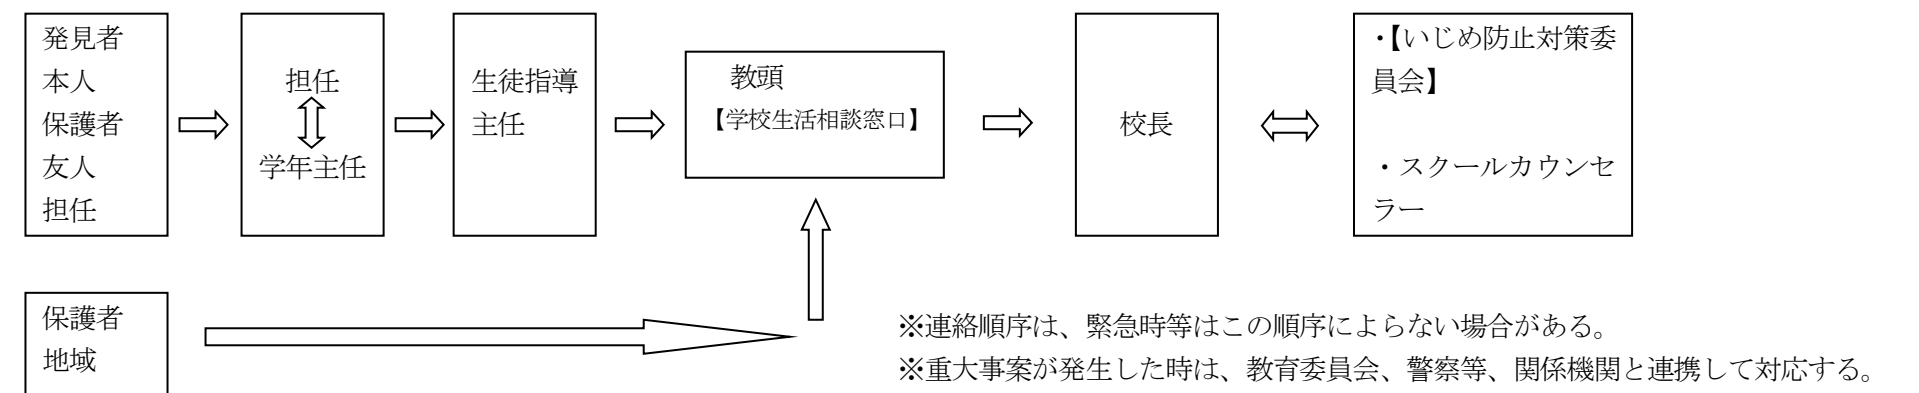 発見者
本人
保護者
友人
担任
担任
学年主任
生徒指導
主任
教頭
【学校生活相談窓口】
校長
・【いじめ防止対策委
員会】
・スクールカウンセ
ラー
保護者
地域
※連絡順序は、緊急時等はこの順序によらない場合がある。
※重大事案が発生した時は、教育委員会、警察等、関係機関と連携して対応する。